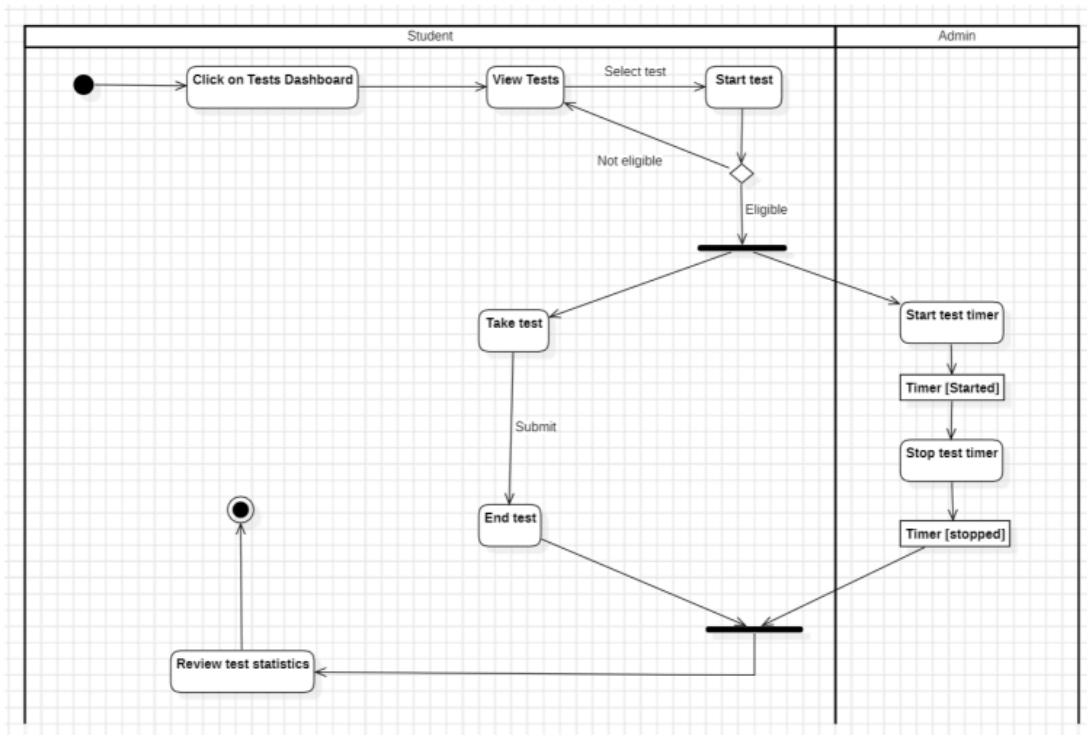 Student
Admin
Click on Tests Dashboard
View Tests
Select test
Start test
Not eligible
Eligible
Take test
Start test timer
Timer [Started]
Submit
Stop test timer
End test
Timer [stopped]
Review test statistics